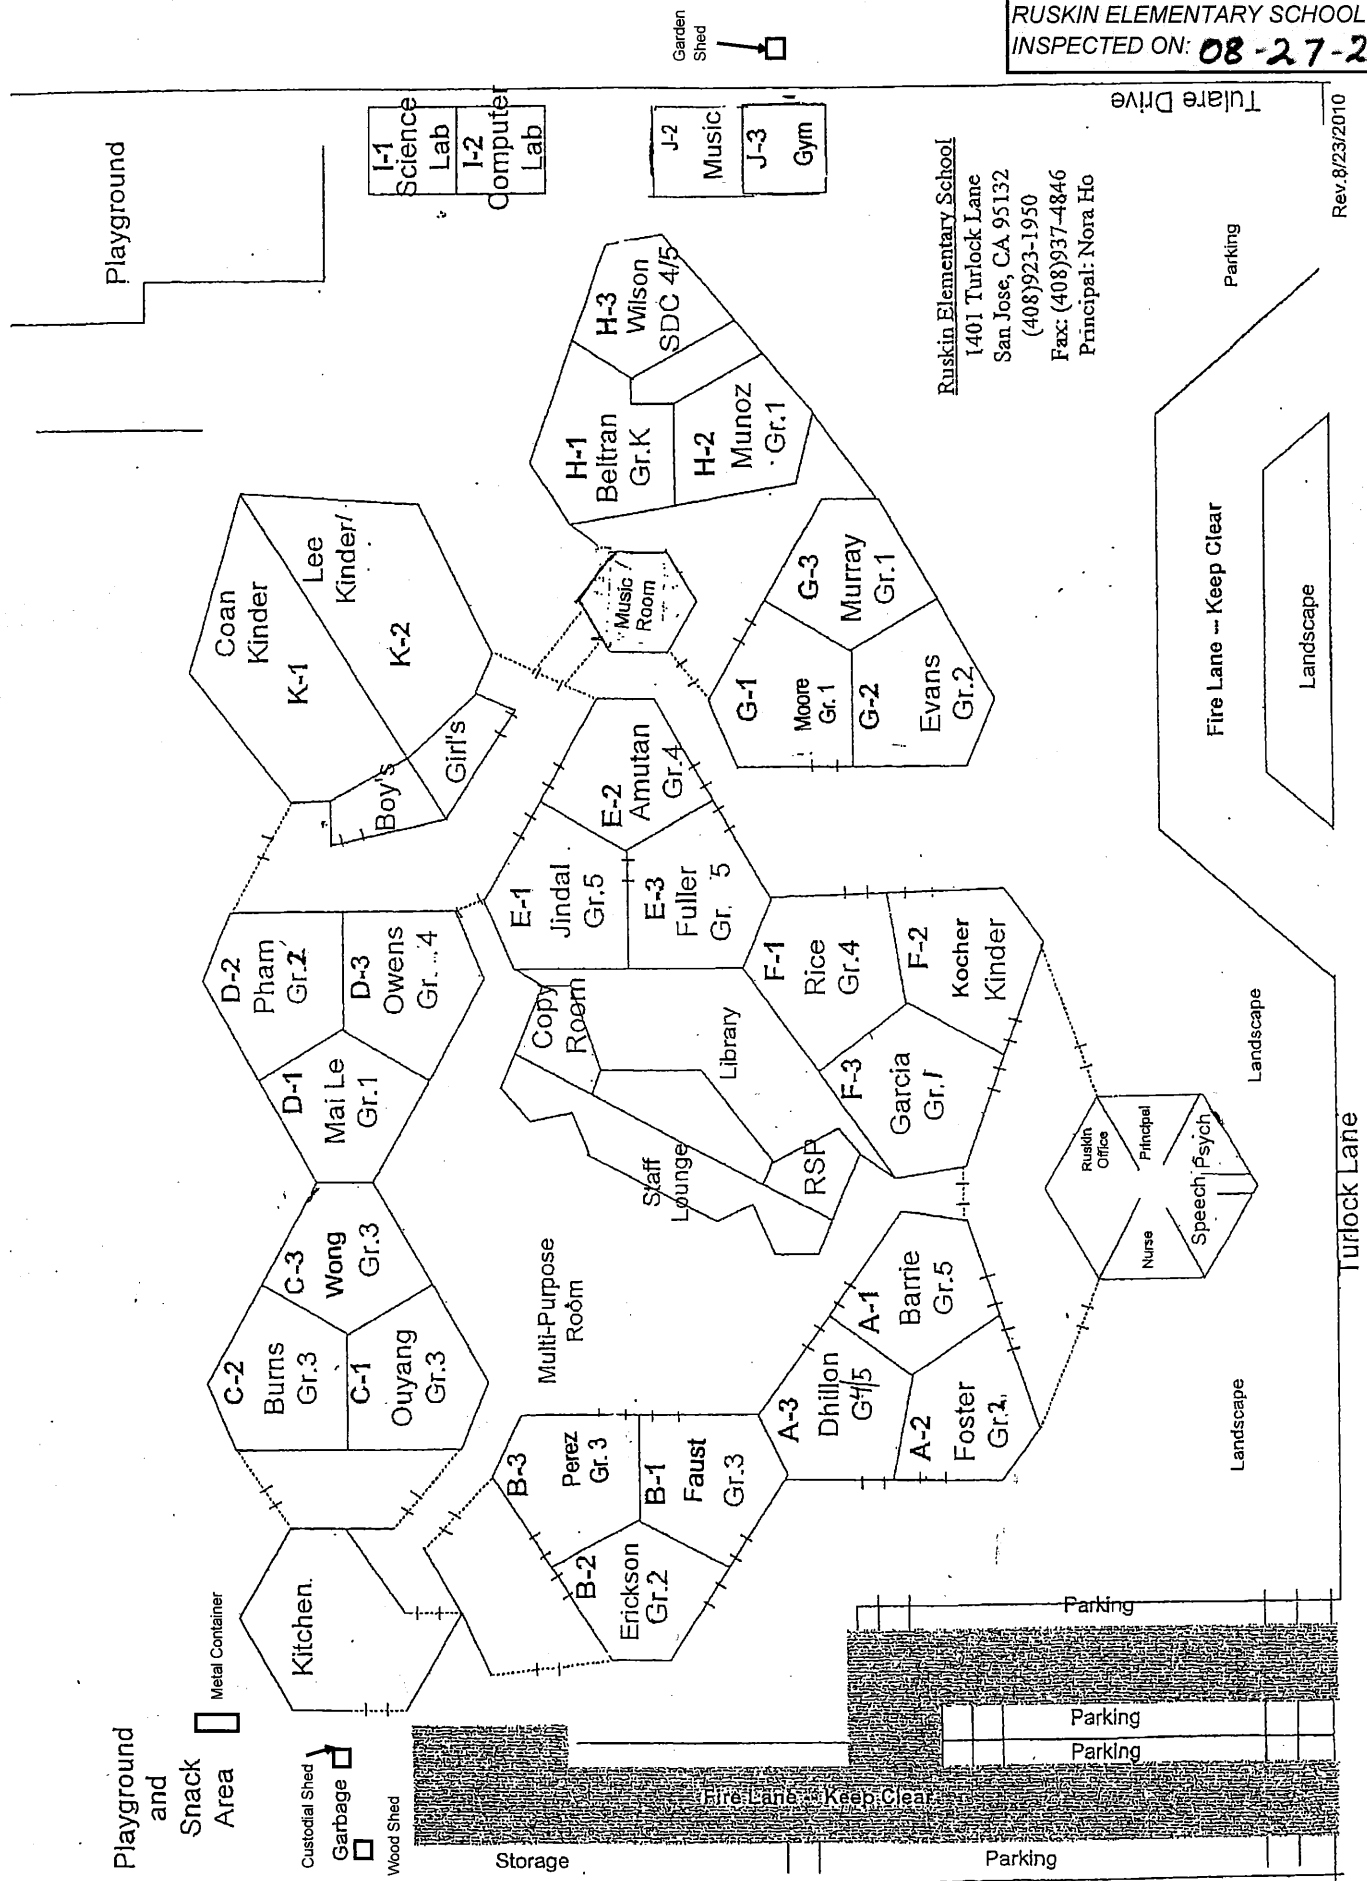 RUSKIN ELEMENTARY SCHOOL
INSPECTED ON: 08-27-2
Garden
Shed
Tulare Drive
Playground
I-1
Science
Lab
I-2
Computer
Lab
J-2
Music
J-3
Gym
Ruskin Elementary School
1401 Turlock Lane
San Jose, CA 95132
(408)923-1950
Fax: (408)937-4846
Principal: Nora Ho
Parking
Rev.8/23/2010
H-3
Wilson
SDC 4/5
H-1
Beltran
Gr.K
H-2
Munoz
Gr.1
Coan
Kinder
K-1
Lee
Kinder/
K-2
Boy's
Girl's
Music
Room
G-3
Murray
Gr.1
G-1
Moore
Gr.1
G-2
Evans
Gr.2
Fire Lane -- Keep Clear
Landscape
E-2
Amutan
Gr.4
E-1
Jindal
Gr.5
E-3
Fuller
Gr. 5
D-2
Pham
Gr.2
D-3
Owens
Gr. 4
D-1
Mai Le
Gr.1
Copy
Room
Library
Staff
Lounge
RSP
F-1
Rice
Gr.4
F-2
Kocher
Kinder
F-3
Garcia
Gr.1
Landscape
Ruskin
Office
Principal
Nurse
Speech
Psych
Turlock Lane
C-3
Wong
Gr.3
C-2
Burns
Gr.3
C-1
Ouyang
Gr.3
Multi-Purpose
Room
A-1
Barrie
Gr.5
A-3
Dhillon
G4/5
A-2
Foster
Gr.2
Landscape
B-3
Perez
Gr. 3
B-1
Faust
Gr.3
B-2
Erickson
Gr.2
Kitchen
Metal Container
Playground
and
Snack
Area
Custodial Shed
Garbage
Wood Shed
Storage
Fire Lane -- Keep Clear
Parking
Parking
Parking
Parking